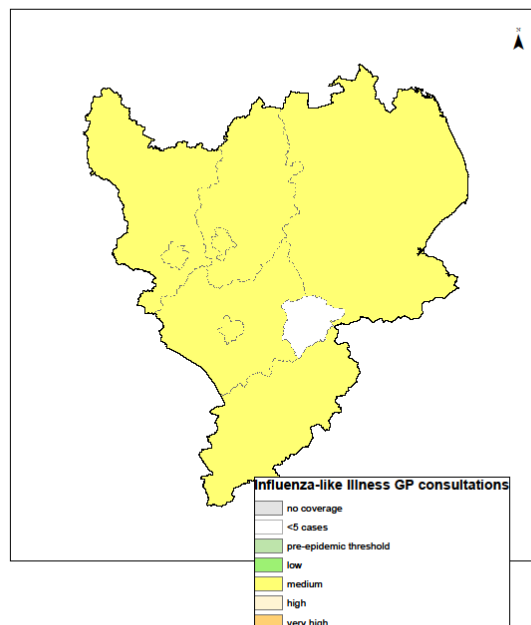 Influenza-like Illness GP consultations
no coverage
<5 cases
pre-epidemic threshold
low
medium
high
very high